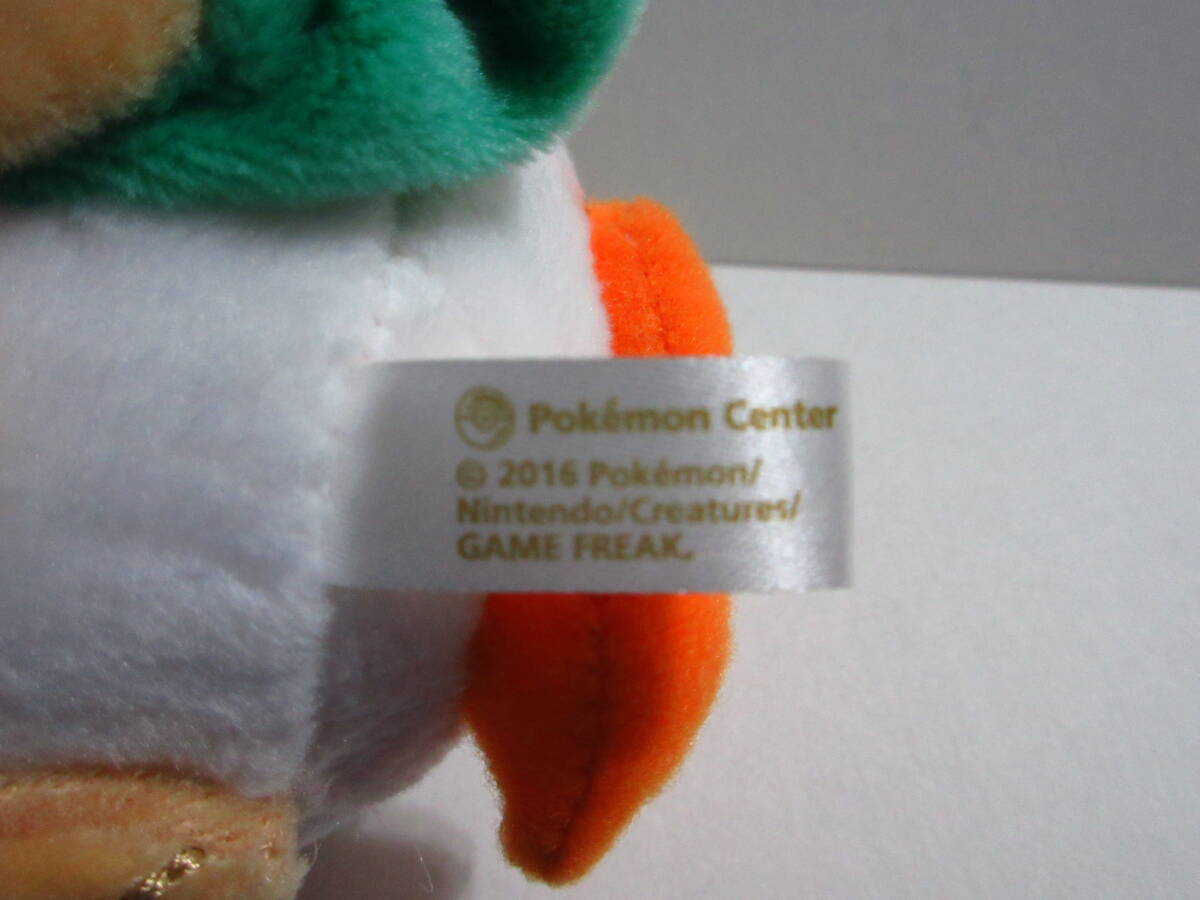 Pokémon Center
© 2016 Pokémon/
Nintendo/Creatures/
GAME FREAK.